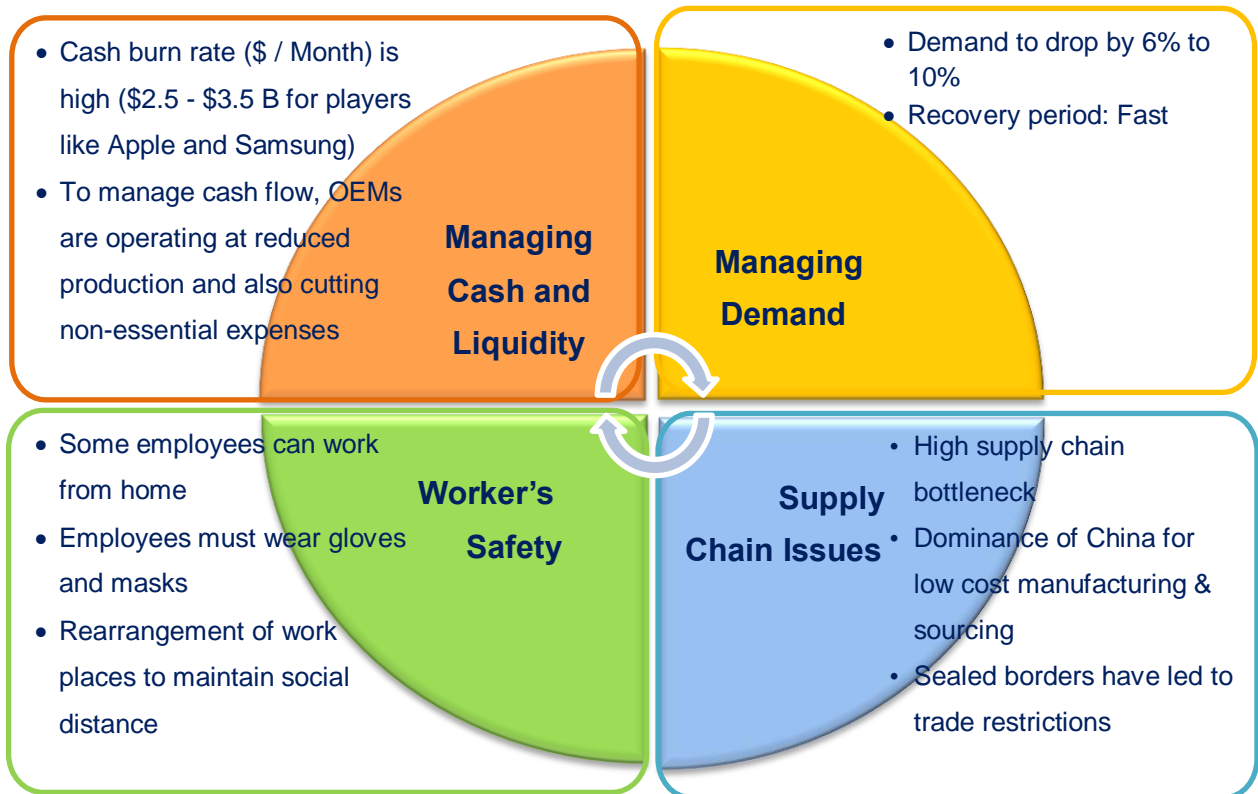 • Cash burn rate ($ / Month) is
high ($2.5 - $3.5 B for players
like Apple and Samsung)
• To manage cash flow, OEMs
are operating at reduced
production and also cutting
non-essential expenses
Managing
Cash and
Liquidity
• Demand to drop by 6% to
10%
• Recovery period: Fast
Managing
Demand
• Some employees can work
from home
• Employees must wear gloves
and masks
• Rearrangement of work
places to maintain social
distance
Worker’s
Safety
Supply
Chain Issues
• High supply chain
bottleneck
• Dominance of China for
low cost manufacturing &
sourcing
• Sealed borders have led to
trade restrictions